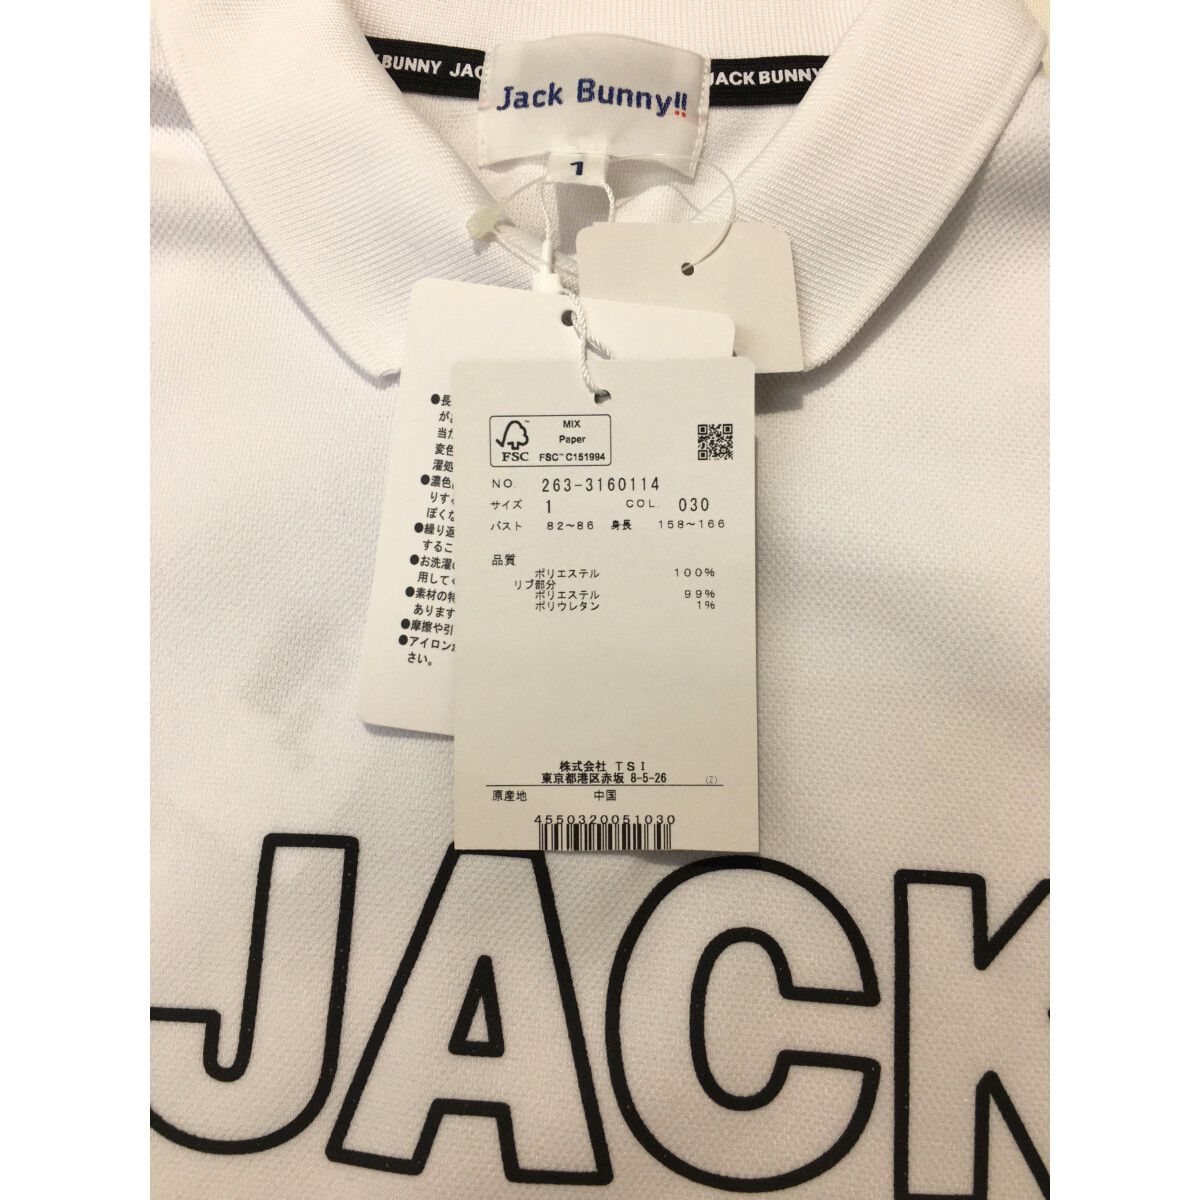 BUNNY JAC
Jack Bunny!!
JACK BUNNY
1
●長
が
当た
変色
濯処
●濃色
りす
ぽくな
●繰り返
するこ
●お洗濯
用して
●素材の特
あります
●摩擦や引
●アイロン
さい。
MIX
Paper
FSC
FSC™ C151994
NO. 263-3160114
サイズ 1 COL. 030
バスト 82~86 身長 158~166
品質
ポリエステル 100%
リブ部分
ポリエステル 99%
ポリウレタン 1%
株式会社 TSI
東京都港区赤坂 8-5-26 (Z)
原産地 中国
4550320051030
JACK